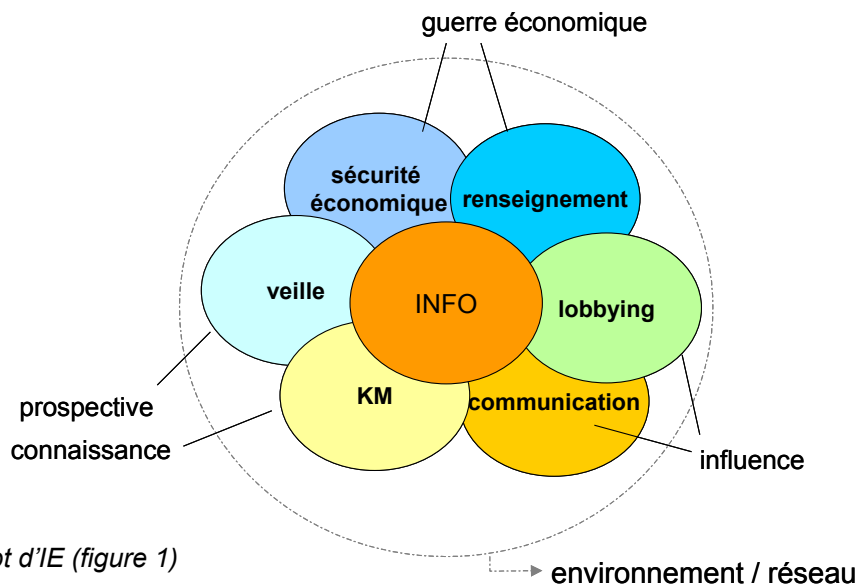 guerre économique
sécurité
économique
renseignement
veille
INFO
lobbying
KM
communication
prospective
connaissance
influence
t d'IE (figure 1)
environnement / réseau